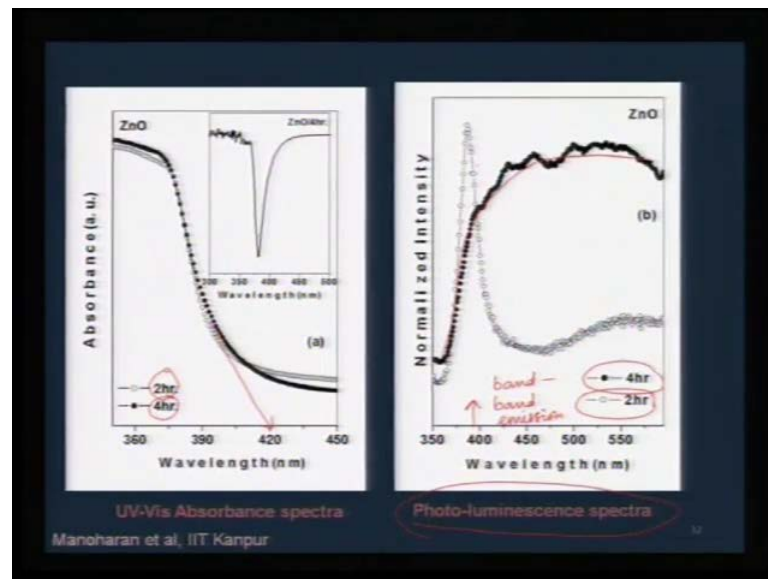 ZnO
ZnO/4hr
300 350 400 450 500
Wavelength(nm)
Absorbance(a.u.)
(a)
2hr.
4hr.
360 390 420 450
Wavelength(nm)
UV-Vis Absorbance spectra
ZnO
Normalized Intensity
(b)
band –
band
emission
4hr
2hr
350 400 450 500 550
Wavelength(nm)
Photo-luminescence spectra
Manoharan et al, IIT Kanpur